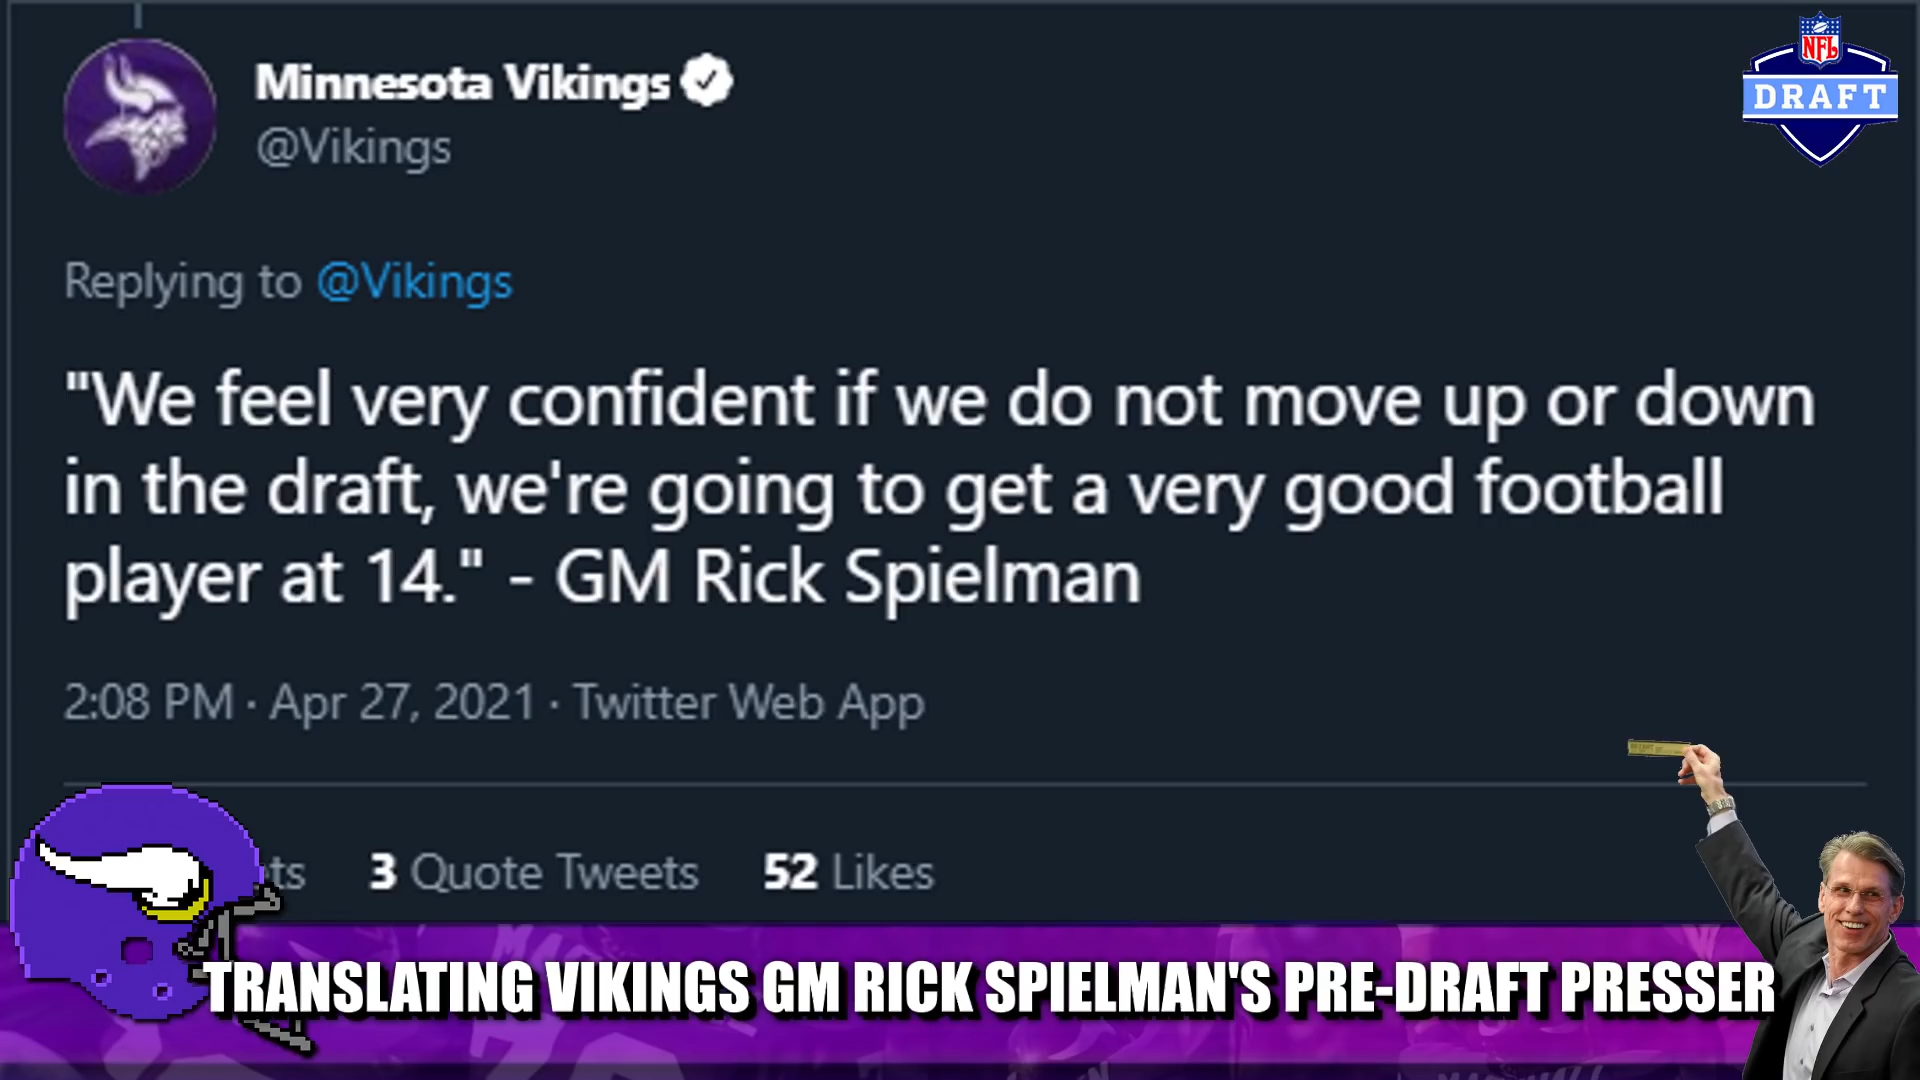 Minnesota Vikings
@Vikings
NFL
DRAFT
Replying to @Vikings
"We feel very confident if we do not move up or down
in the draft, we're going to get a very good football
player at 14." - GM Rick Spielman
2:08 PM · Apr 27, 2021 · Twitter Web App
ts 3 Quote Tweets 52 Likes
TRANSLATING VIKINGS GM RICK SPIELMAN'S PRE-DRAFT PRESSER